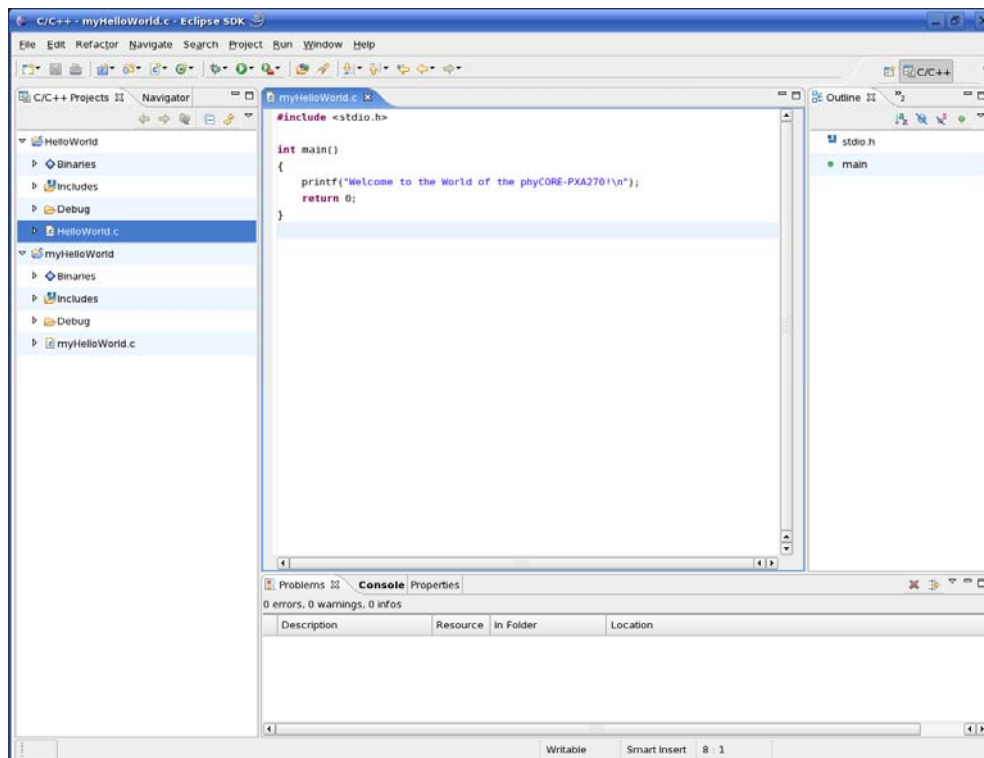 C/C++ - myHelloWorld.c - Eclipse SDK
File Edit Refactor Navigate Search Project Run Window Help
C/C++
C/C++ Projects Navigator
HelloWorld
Binaries
Includes
Debug
HelloWorld.c
myHelloWorld
Binaries
Includes
Debug
myHelloWorld.c
myHelloWorld.c
#include <stdio.h>
int main()
{
printf("Welcome to the World of the phyCORE-PXA270!\n");
return 0;
}
Outline "2
stdio.h
main
Problems Console Properties
0 errors, 0 warnings, 0 infos
Description Resource In Folder Location
Writable Smart Insert 8 : 1